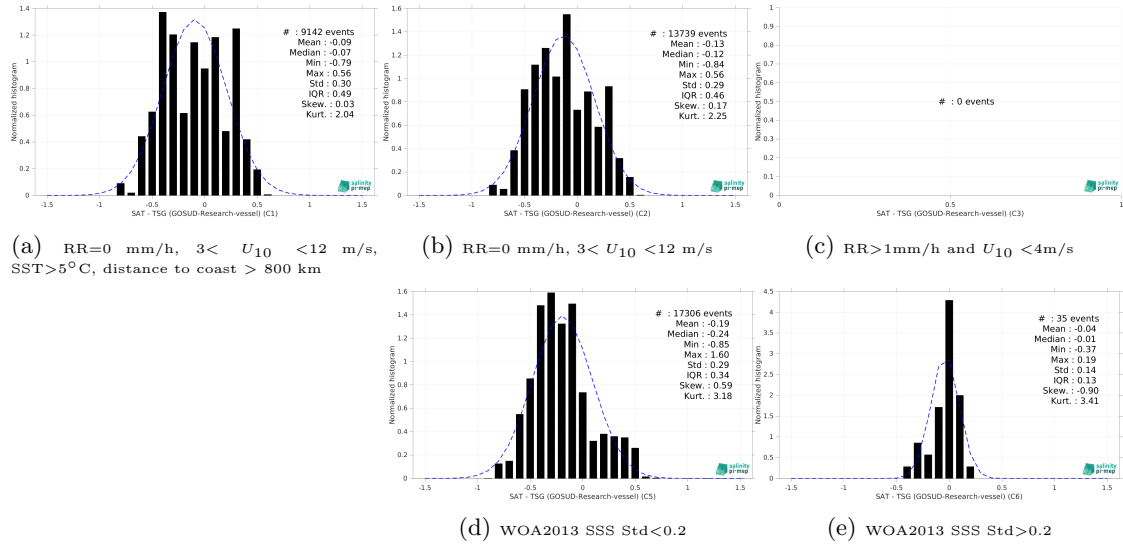 1.4
1.2
1
0.8
0.6
0.4
0.2
0
Normalized histogram
# : 9142 events
Mean : -0.09
Median : -0.07
Min : -0.79
Max : 0.56
Std : 0.30
IQR : 0.49
Skew. : 0.03
Kurt. : 2.04
salinity
pi-mep
-1.5 -1 -0.5 0 0.5 1 1.5
SAT - TSG (GOSUD-Research-vessel) (C1)
(a) RR=0 mm/h, 3< U10 <12 m/s,
SST>5°C, distance to coast > 800 km
1.6
1.4
1.2
1
0.8
0.6
0.4
0.2
0
Normalized histogram
# : 13739 events
Mean : -0.13
Median : -0.12
Min : -0.84
Max : 0.56
Std : 0.29
IQR : 0.46
Skew. : 0.17
Kurt. : 2.25
salinity
pi-mep
-1.5 -1 -0.5 0 0.5 1 1.5
SAT - TSG (GOSUD-Research-vessel) (C2)
(b) RR=0 mm/h, 3< U10 <12 m/s
1
0.9
0.8
0.7
0.6
0.5
0.4
0.3
0.2
0.1
0
Normalized histogram
# : 0 events
salinity
pi-mep
0 0.5 1
SAT - TSG (GOSUD-Research-vessel) (C3)
(c) RR>1mm/h and U10 <4m/s
1.6
1.4
1.2
1
0.8
0.6
0.4
0.2
0
Normalized histogram
# : 17306 events
Mean : -0.19
Median : -0.24
Min : -0.85
Max : 1.60
Std : 0.29
IQR : 0.34
Skew. : 0.59
Kurt. : 3.18
salinity
pi-mep
-1.5 -1 -0.5 0 0.5 1 1.5
SAT - TSG (GOSUD-Research-vessel) (C5)
(d) WOA2013 SSS Std<0.2
4.5
4
3.5
3
2.5
2
1.5
1
0.5
0
Normalized histogram
# : 35 events
Mean : -0.04
Median : -0.01
Min : -0.37
Max : 0.19
Std : 0.14
IQR : 0.13
Skew. : -0.90
Kurt. : 3.41
salinity
pi-mep
-1.5 -1 -0.5 0 0.5 1 1.5
SAT - TSG (GOSUD-Research-vessel) (C6)
(e) WOA2013 SSS Std>0.2